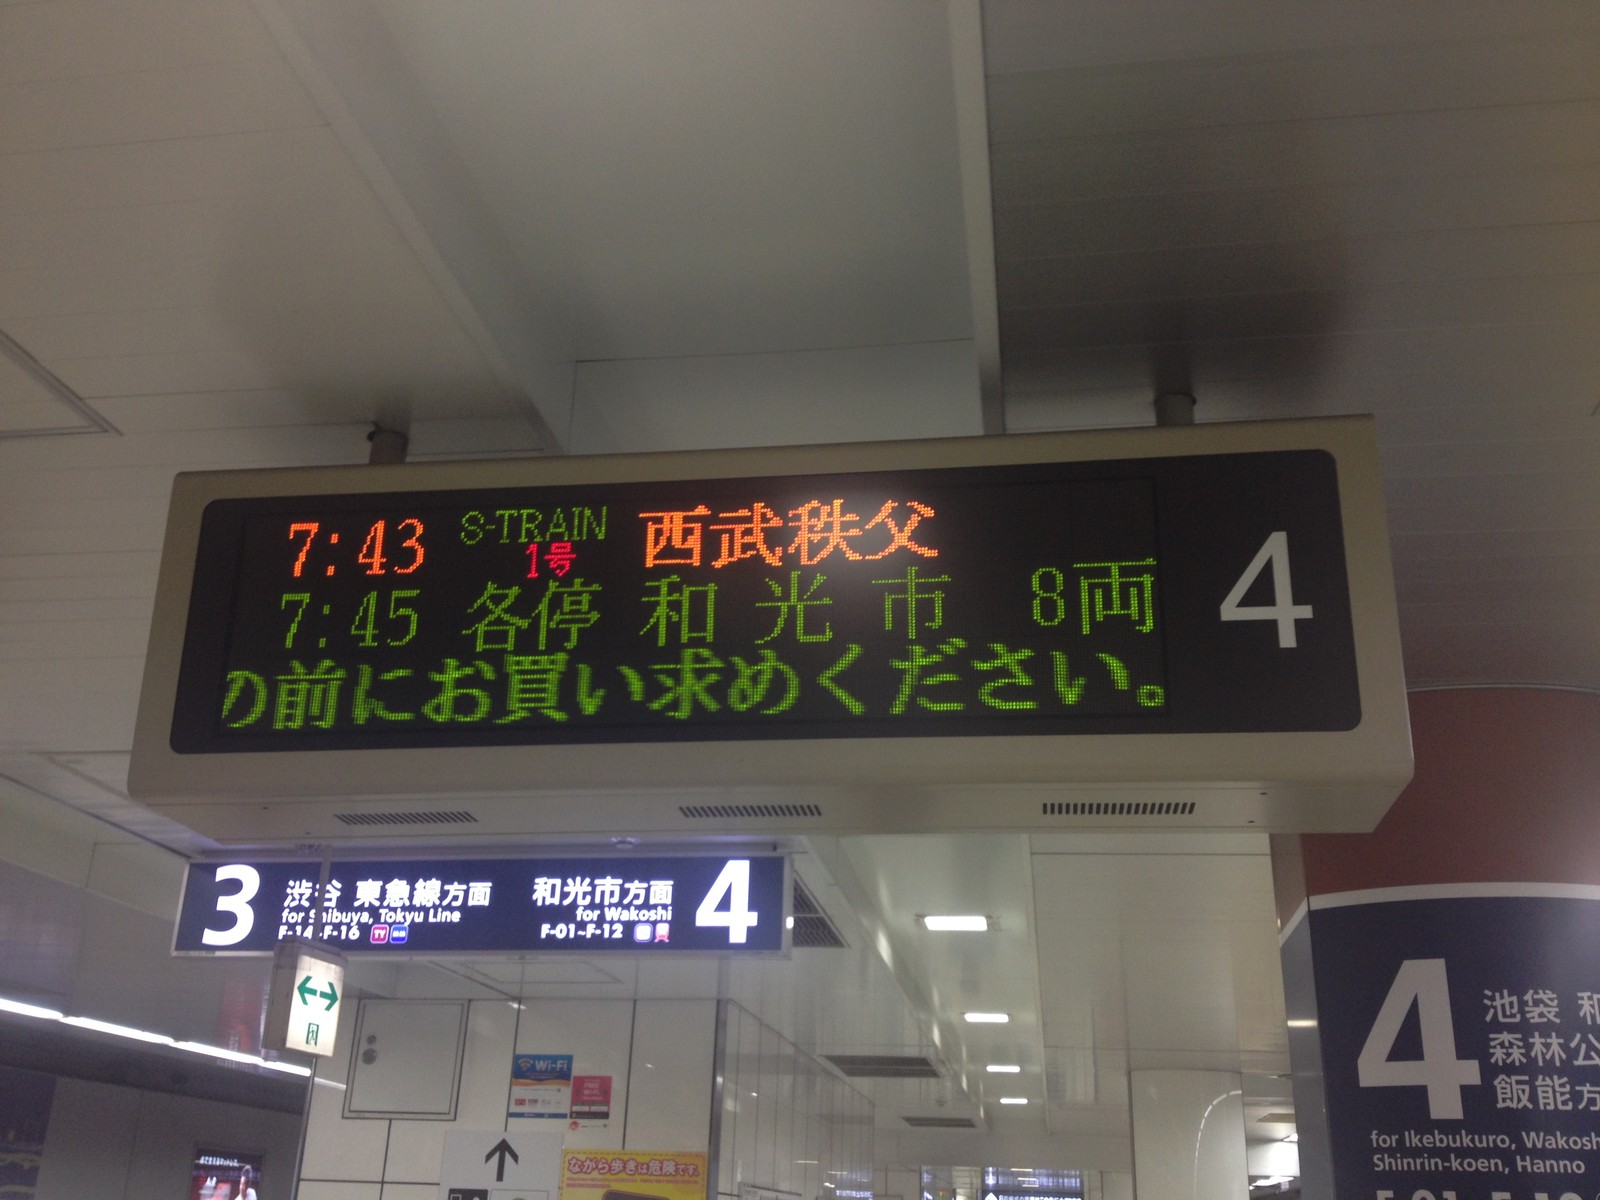 7:43 S-TRAIN 1号 西武秩父
7:45 各停 和光市 8両
の前にお買い求めください。
4
3 渋谷 東急線方面
for Shibuya, Tokyu Line
F-14~F-16 TY
和光市方面 4
for Wakoshi
F-01~F-12
Wi-Fi
ながら歩きは危険です。
4
池袋 和
森林公
飯能方
for Ikebukuro, Wakosh
Shinrin-koen, Hanno